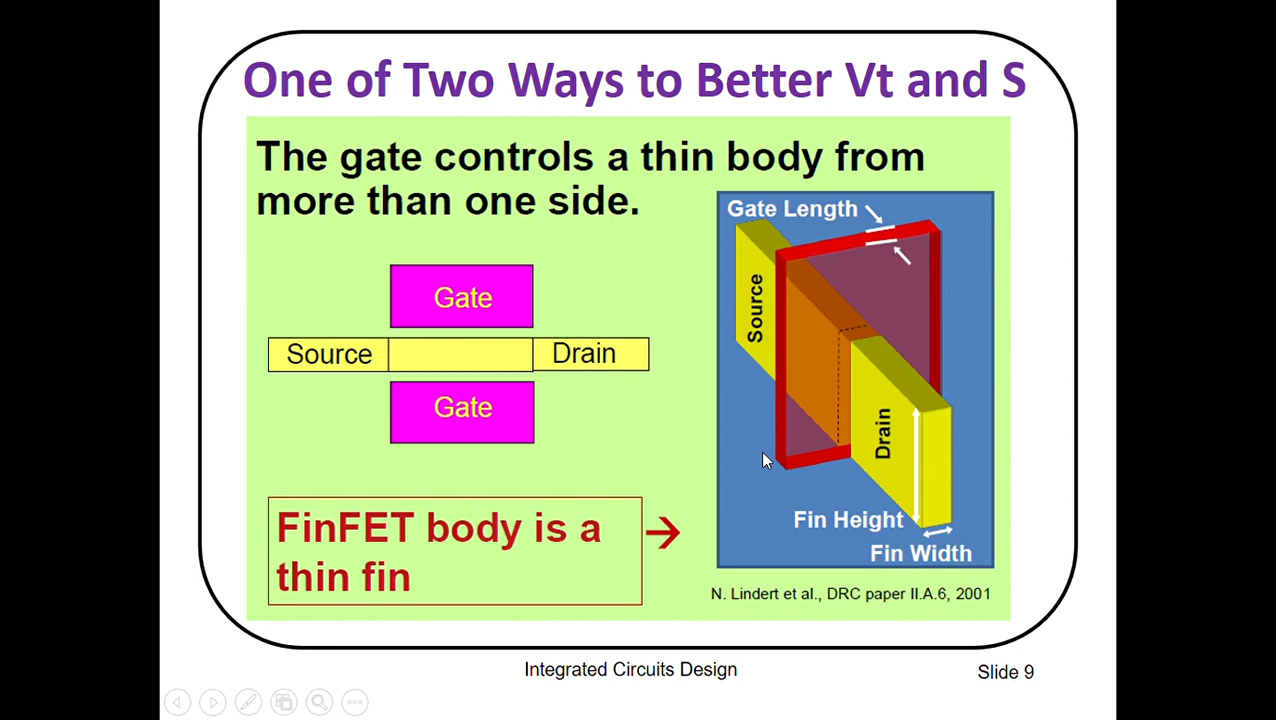 One of Two Ways to Better Vt and S
The gate controls a thin body from
more than one side.
Gate
Source
Drain
Gate
FinFET body is a
thin fin
→
Gate Length
Source
Drain
Fin Height
Fin Width
N. Lindert et al., DRC paper II.A.6, 2001
Integrated Circuits Design
Slide 9